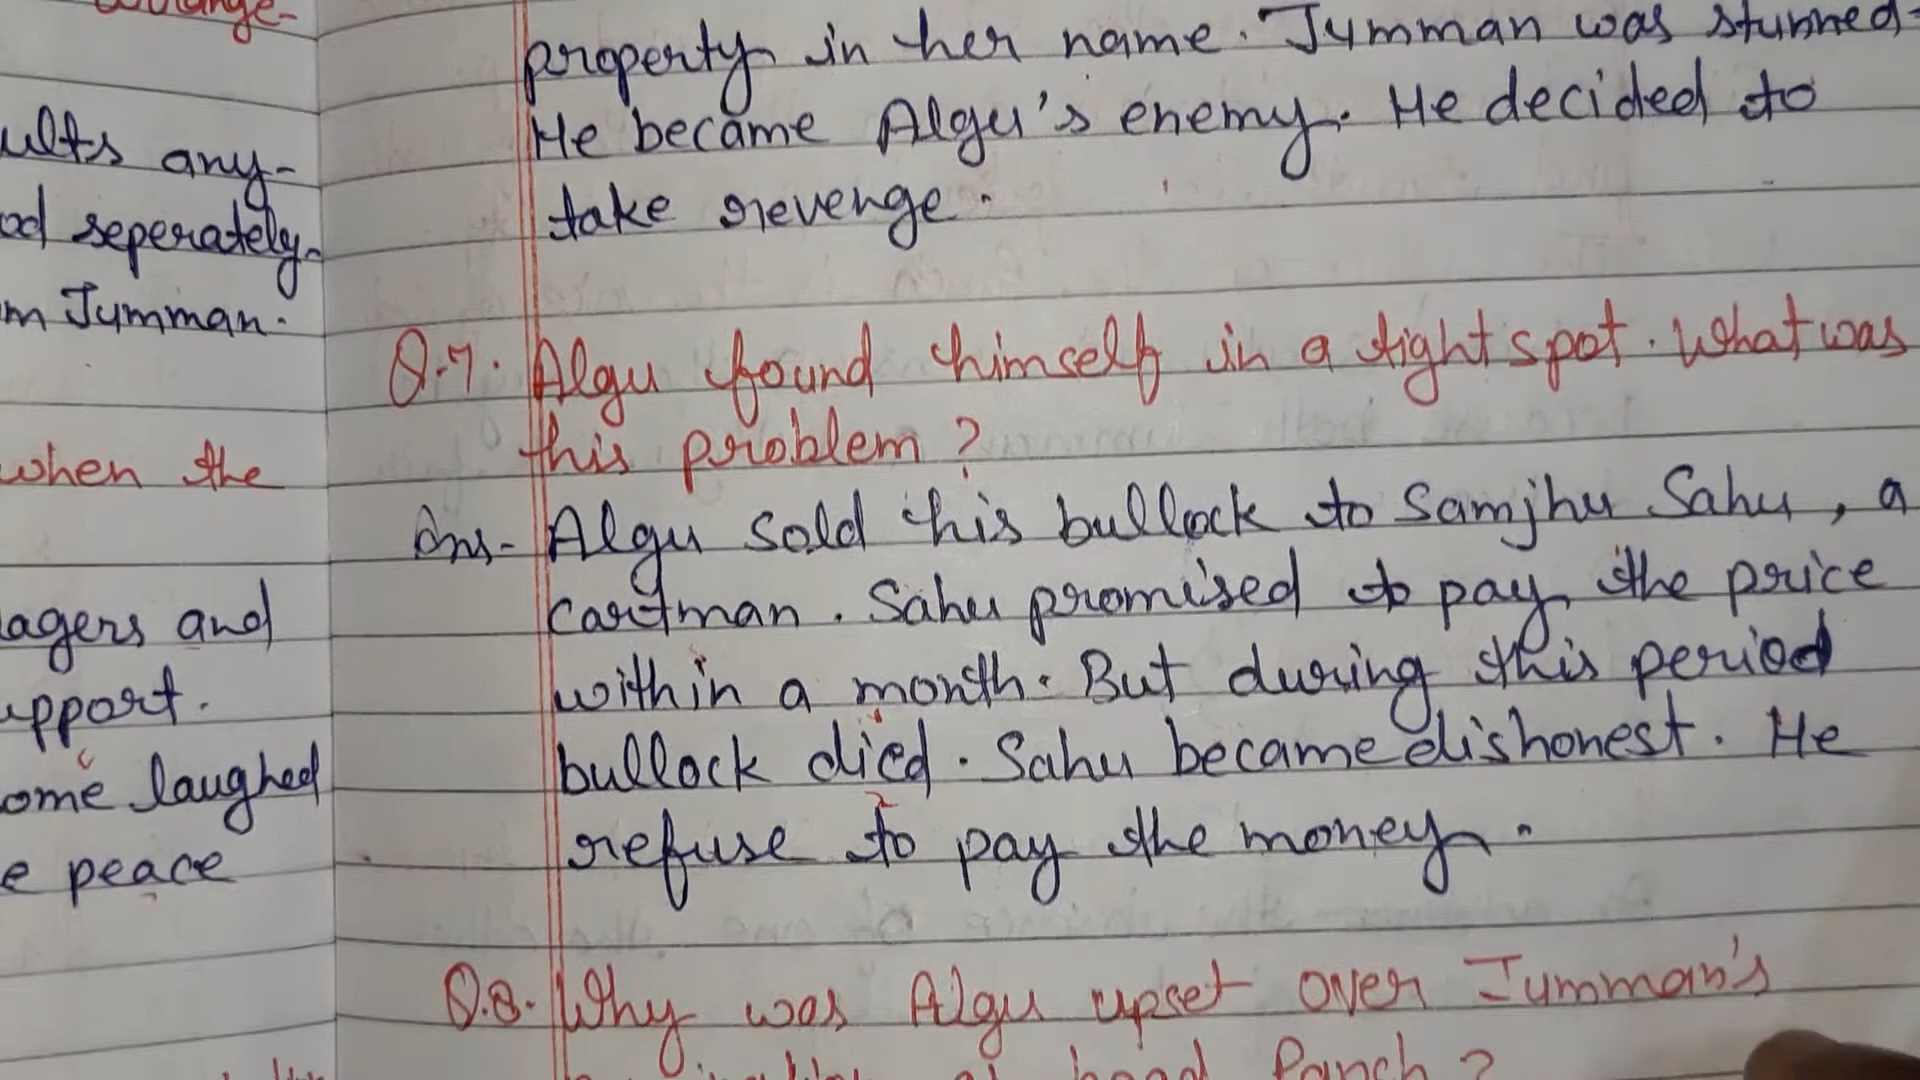 ults any-
od seperately.
m Jumman.
when the
agers and
upport.
ome laughed
e peace
property in her name. Jumman was stunned.
He became Algu's enemy. He decided to
take revenge.
Q.7. Algu found himself in a tight spot. What was
this problem?
Ans- Algu sold his bullock to Samjhu Sahu, a
cartman. Sahu promised to pay the price
within a month. But during this period
bullock died. Sahu became dishonest. He
refuse to pay the money.
Q.8. Why was Algu upset over Jumman's
head Panch?